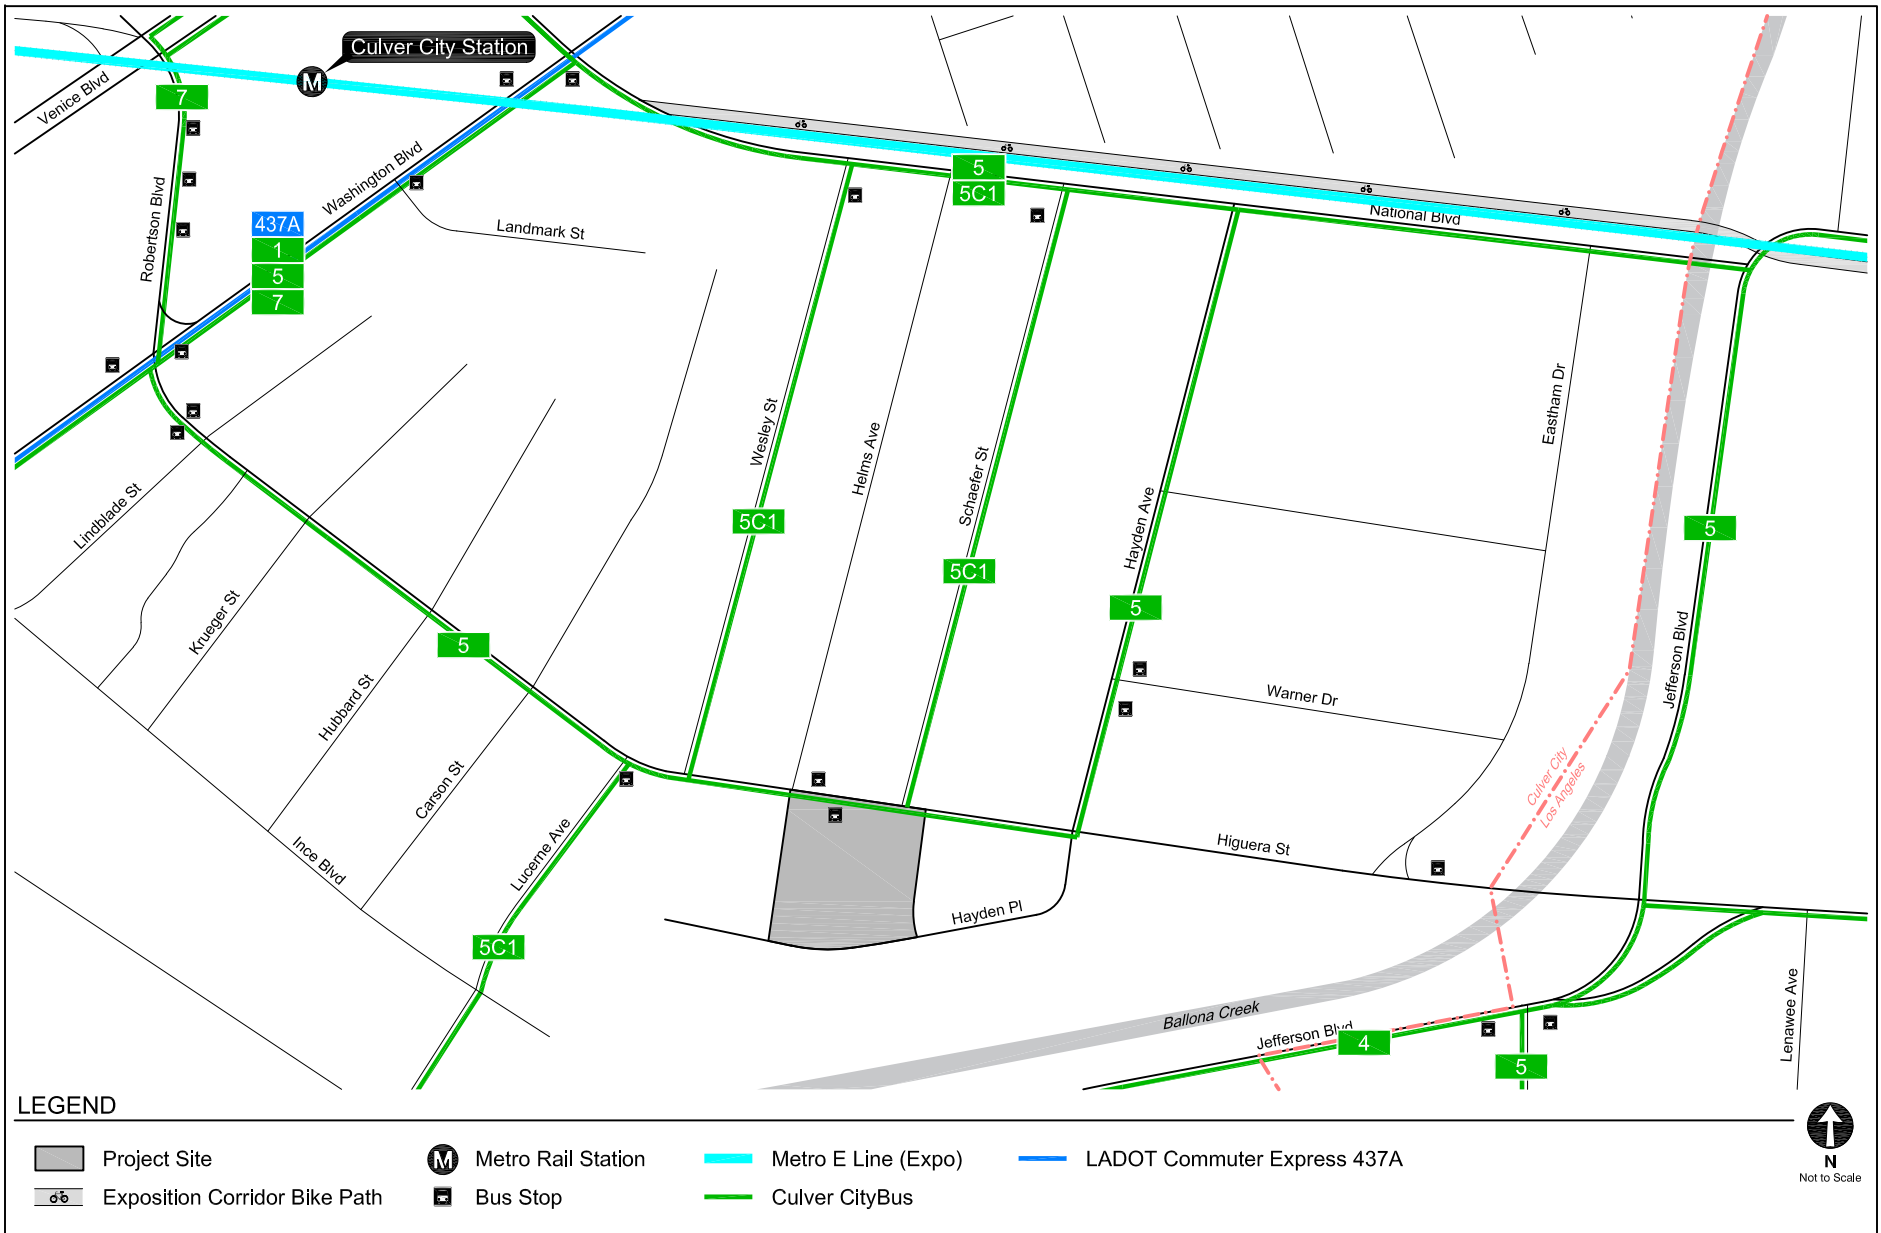 Culver City Station
M
Venice Blvd
7
Robertson Blvd
Washington Blvd
437A
1
5
7
Landmark St
5
5C1
National Blvd
Lindblade St
Krueger St
Hubbard St
Carson St
Ince Blvd
Lucerne Ave
5
5C1
Wesley St
5C1
Helms Ave
Schaefer St
5C1
Hayden Ave
5
Eastham Dr
Warner Dr
Jefferson Blvd
5
Culver City
Los Angeles
Higuera St
Hayden Pl
Ballona Creek
Jefferson Blvd
4
5
Lenawee Ave
LEGEND
Project Site
M Metro Rail Station
Metro E Line (Expo)
LADOT Commuter Express 437A
Exposition Corridor Bike Path
Bus Stop
Culver CityBus
N
Not to Scale